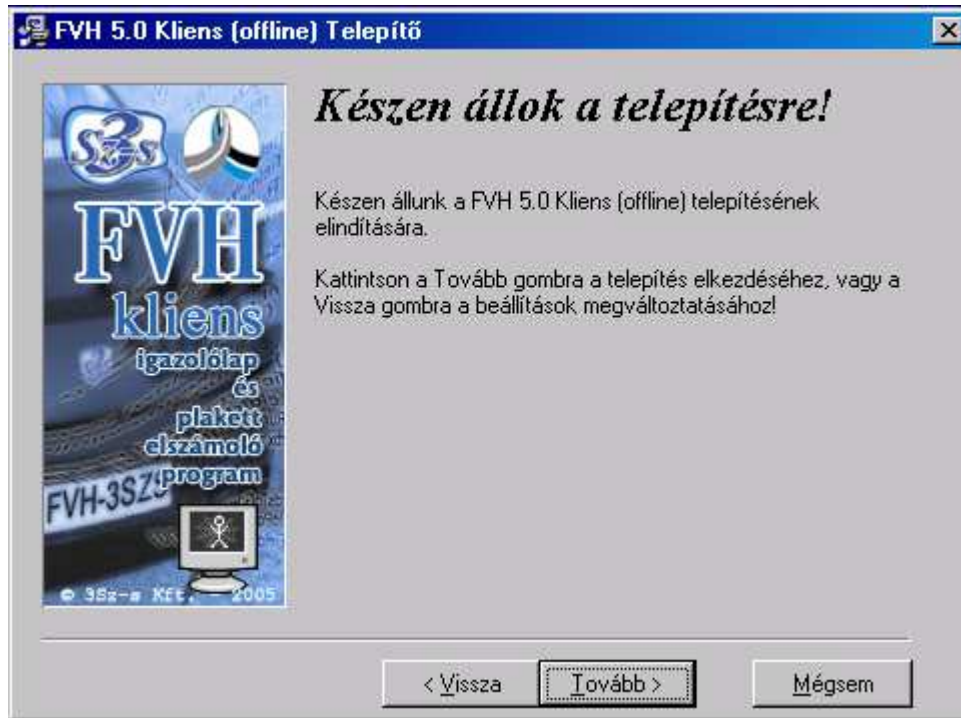 FVH 5.0 Kliens (offline) Telepítő
3
Sz s
FVH
kliens
igazolólap
és
plakett
elszámoló
program
FVH-3SZS
© 3Sz-s Kft. - 2005
Készen állok a telepítésre!
Készen állunk a FVH 5.0 Kliens (offline) telepítésének
elindítására.
Kattintson a Tovább gombra a telepítés elkezdéséhez, vagy a
Vissza gombra a beállítások megváltoztatásához!
< Vissza
Tovább >
Mégsem